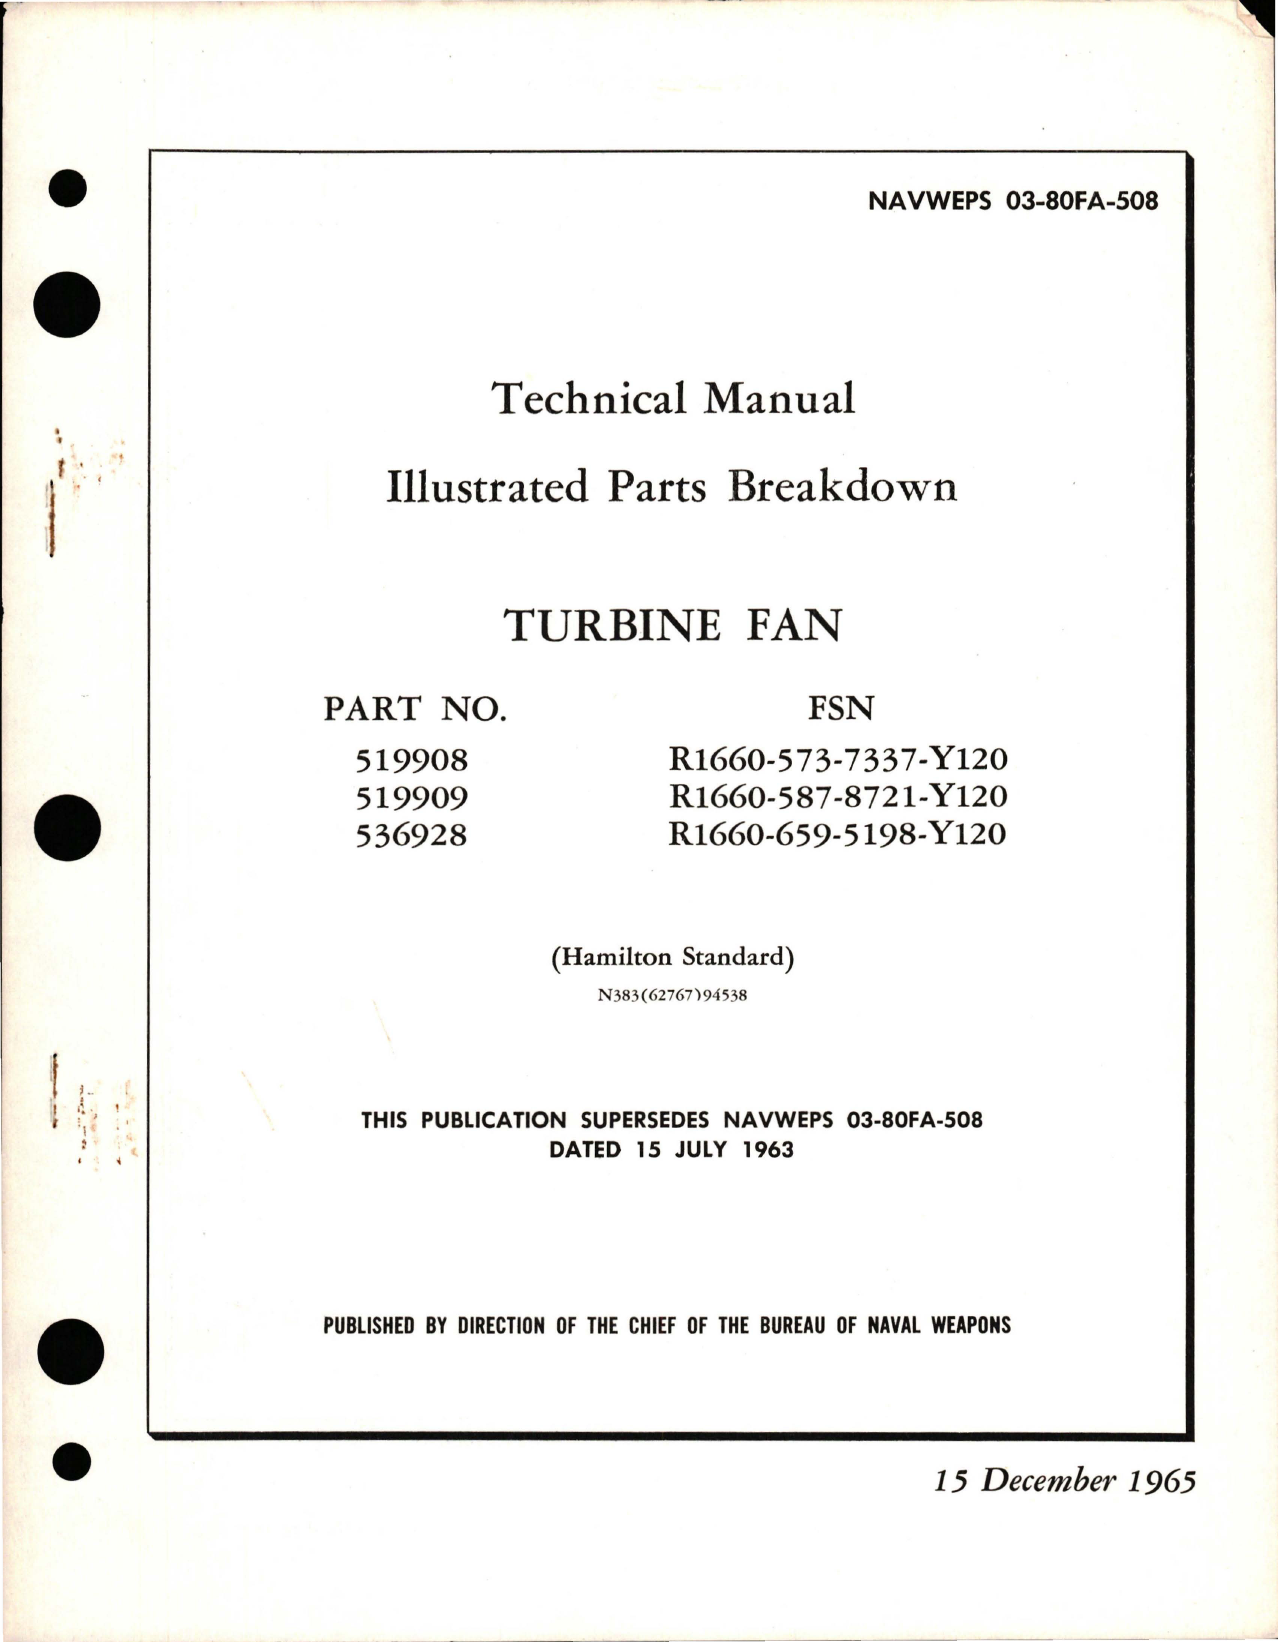 NAVWEPS 03-80FA-508
Technical Manual
Illustrated Parts Breakdown
TURBINE FAN
PART NO. FSN
519908 R1660-573-7337-Y120
519909 R1660-587-8721-Y120
536928 R1660-659-5198-Y120
(Hamilton Standard)
N383(62767)94538
THIS PUBLICATION SUPERSEDES NAVWEPS 03-80FA-508
DATED 15 JULY 1963
PUBLISHED BY DIRECTION OF THE CHIEF OF THE BUREAU OF NAVAL WEAPONS
15 December 1965